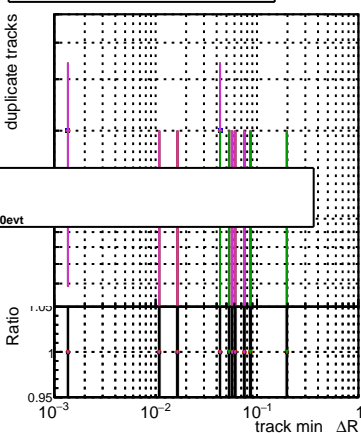 duplicate tracks
0evt
1.05
Ratio
1
0.95
10⁻³ 10⁻² 10⁻¹ 1
track min ΔR